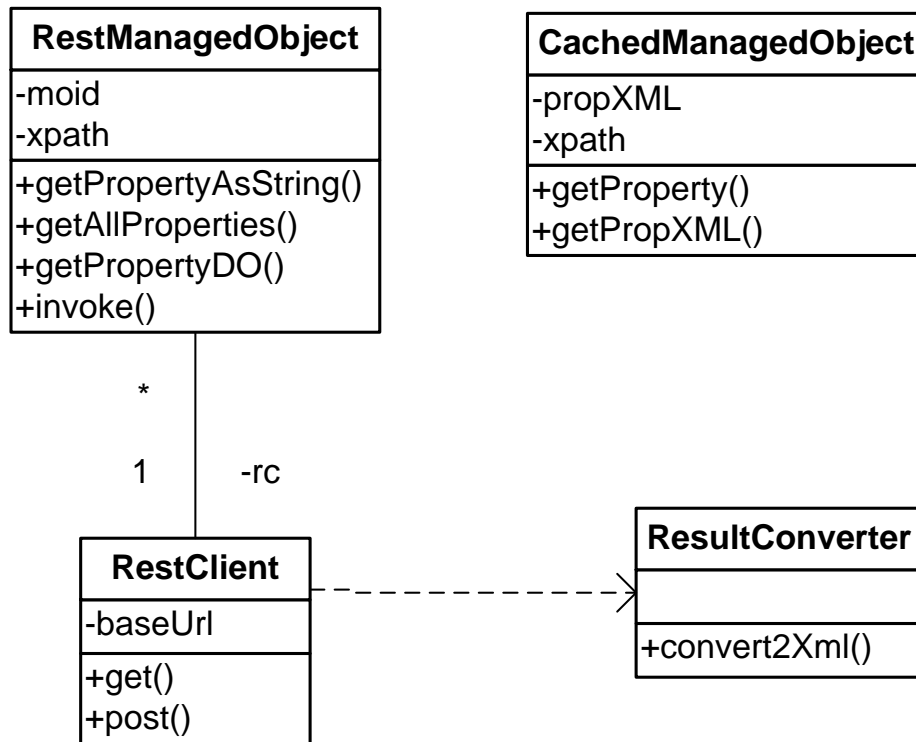 RestManagedObject
-moid
-xpath
+getPropertyAsString()
+getAllProperties()
+getPropertyDO()
+invoke()
CachedManagedObject
-propXML
-xpath
+getProperty()
+getPropXML()
*
1
-rc
RestClient
-baseUrl
+get()
+post()
ResultConverter
+convert2Xml()